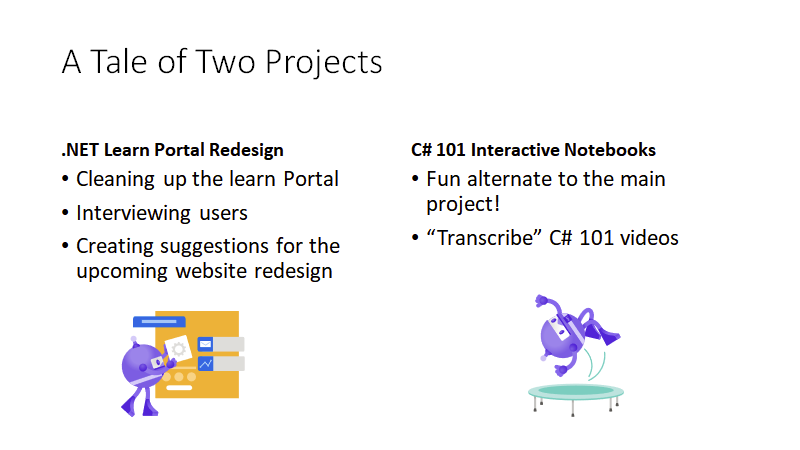 A Tale of Two Projects
.NET Learn Portal Redesign
• Cleaning up the learn Portal
• Interviewing users
• Creating suggestions for the
upcoming website redesign
C# 101 Interactive Notebooks
• Fun alternate to the main
project!
• “Transcribe” C# 101 videos